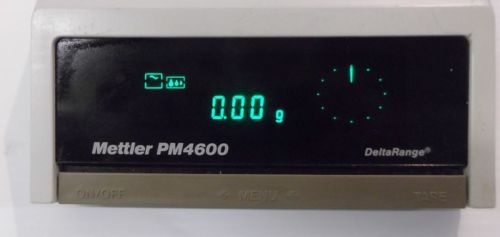 0.00 g
Mettler PM4600
DeltaRange®
ON/OFF MENU TARE